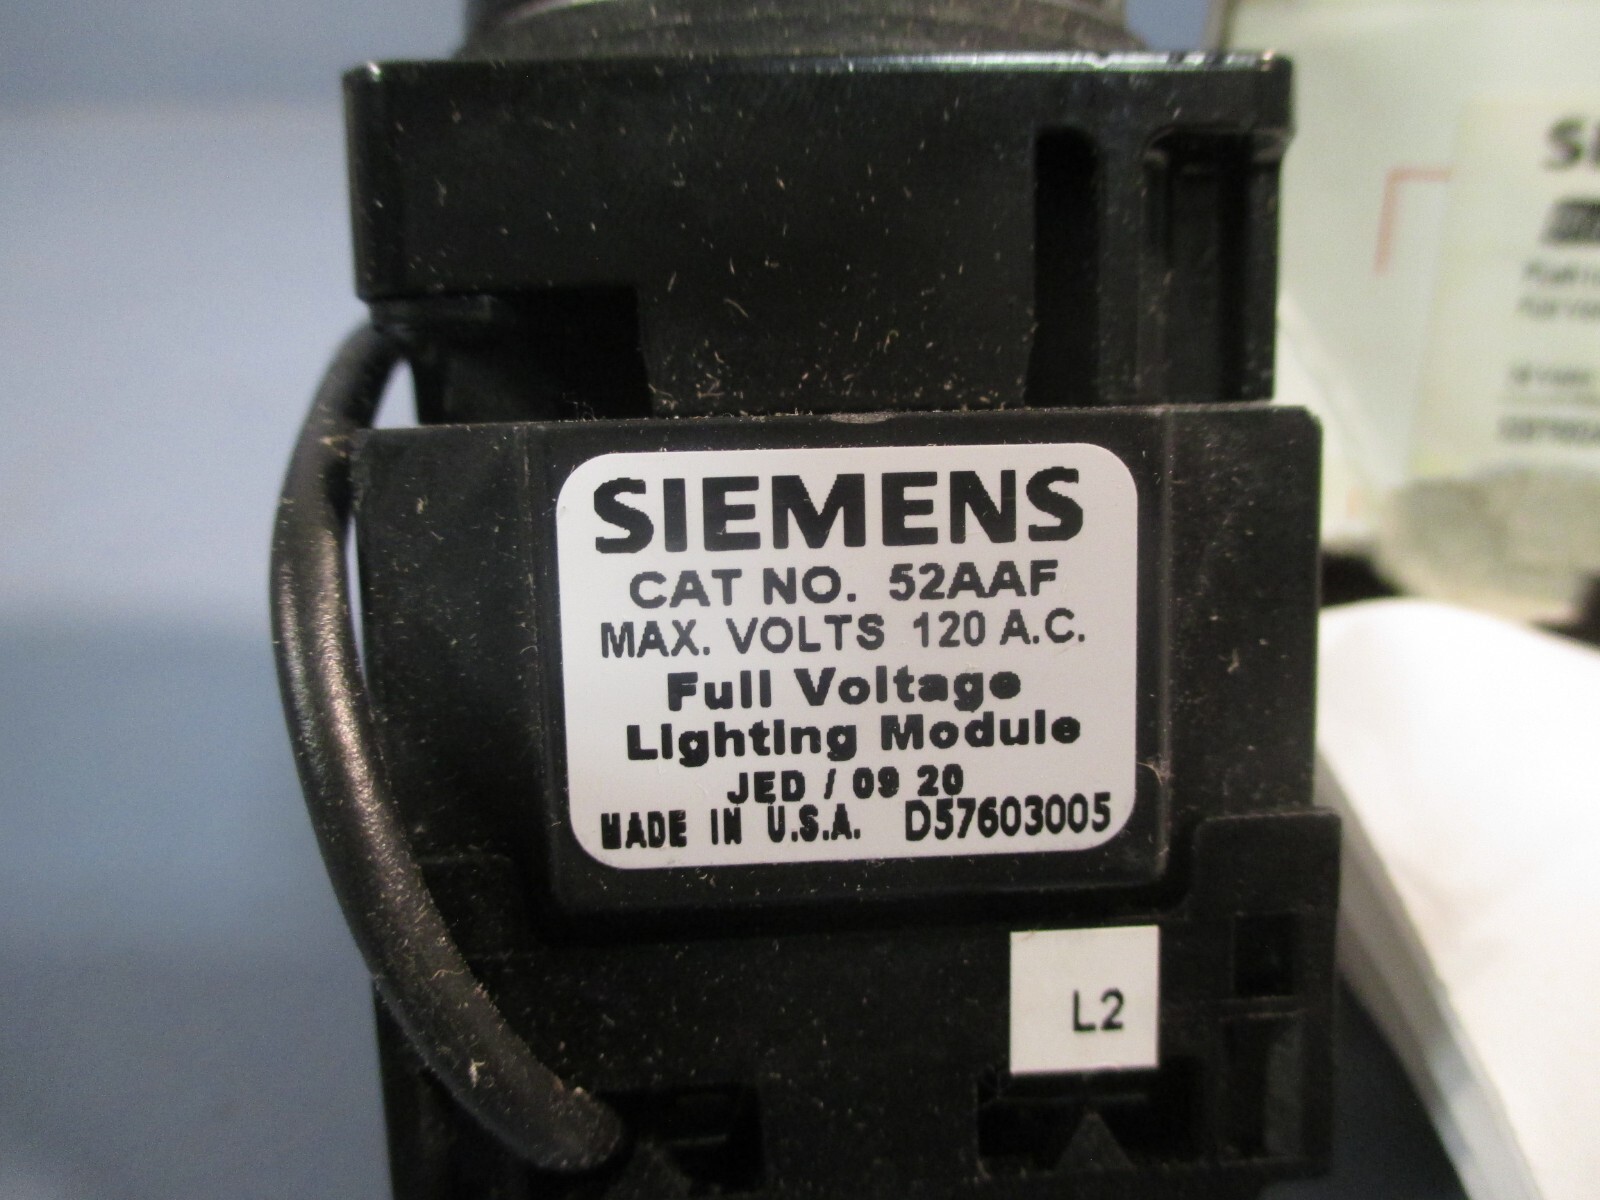 SIEMENS
CAT NO. 52AAF
MAX. VOLTS 120 A.C.
Full Voltage
Lighting Module
JED / 09 20
MADE IN U.S.A. D57603005
L2